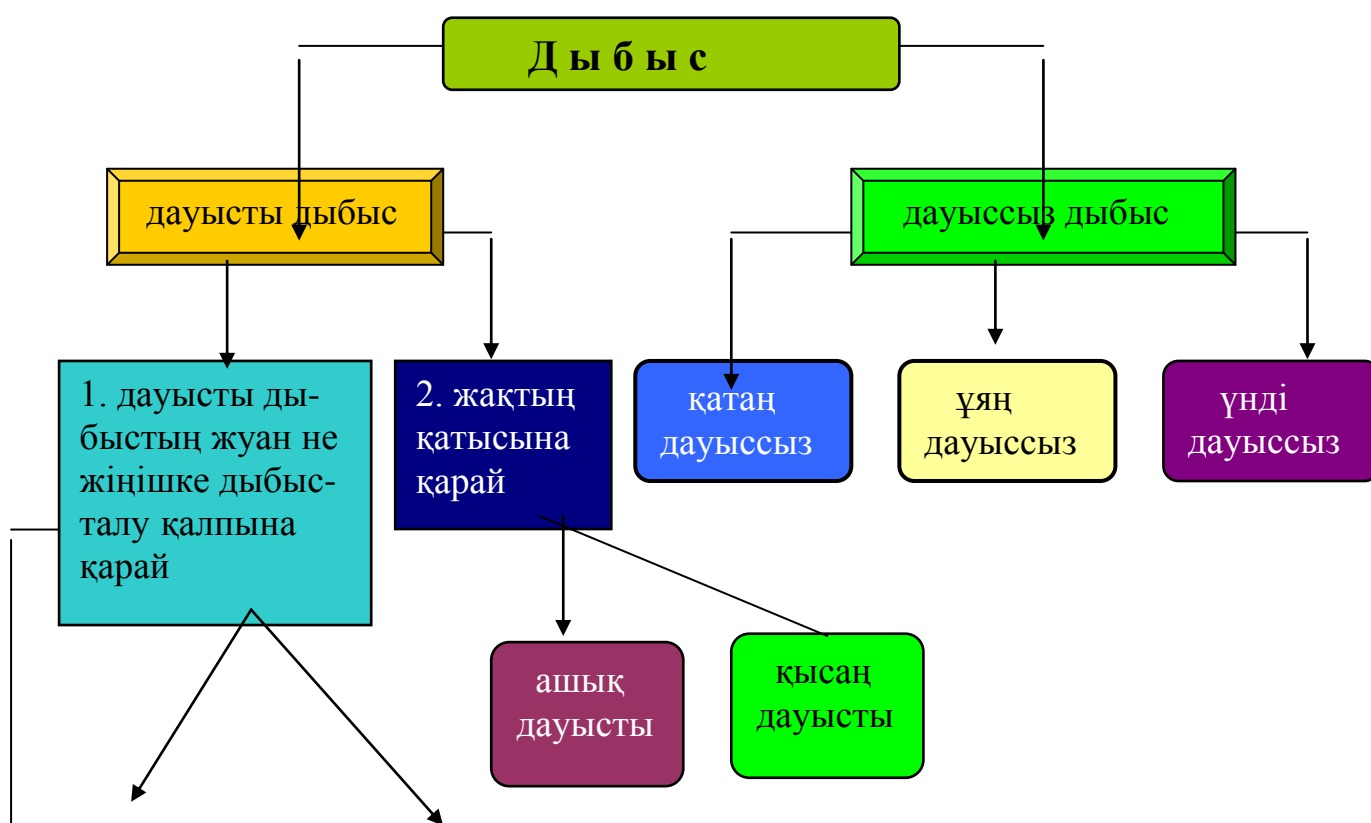 Д ы б ы с
дауысты дыбыс
дауыссыз дыбыс
1. дауысты ды-
быстың жуан не
жіңішке дыбыс-
талу қалпына
қарай
2. жақтың
қатысына
қарай
қатаң
дауыссыз
ұяң
дауыссыз
үнді
дауыссыз
ашық
дауысты
қысаң
дауысты